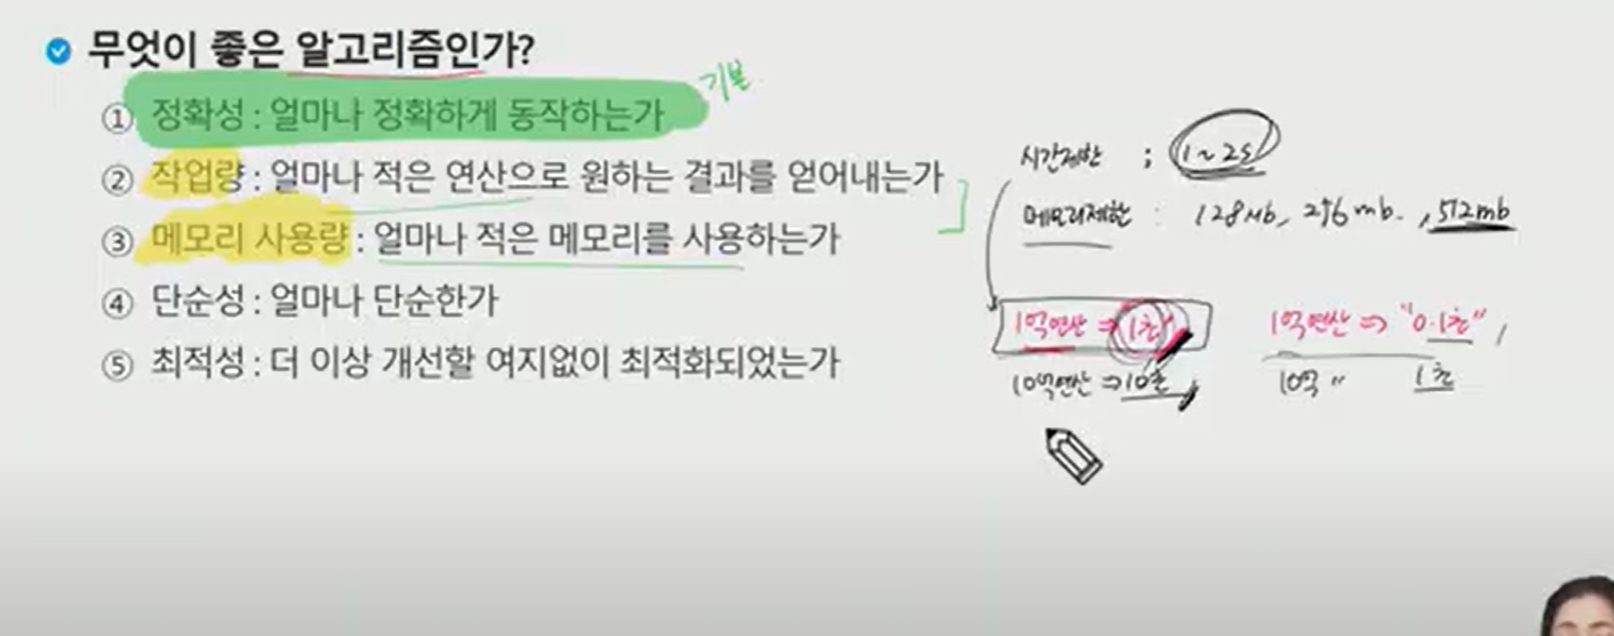 무엇이 좋은 알고리즘인가?
① 정확성 : 얼마나 정확하게 동작하는가
기본
② 작업량 : 얼마나 적은 연산으로 원하는 결과를 얻어내는가
③ 메모리 사용량 : 얼마나 적은 메모리를 사용하는가
④ 단순성 : 얼마나 단순한가
⑤ 최적성 : 더 이상 개선할 여지없이 최적화되었는가
시간제한 : 1~2s
메모리제한 : 128Mb, 256mb, 512mb
1억연산 ⇒ 1초"
10억연산 ⇒ 10초
1억연산 ⇒ "0.1초"
10억 " 1초